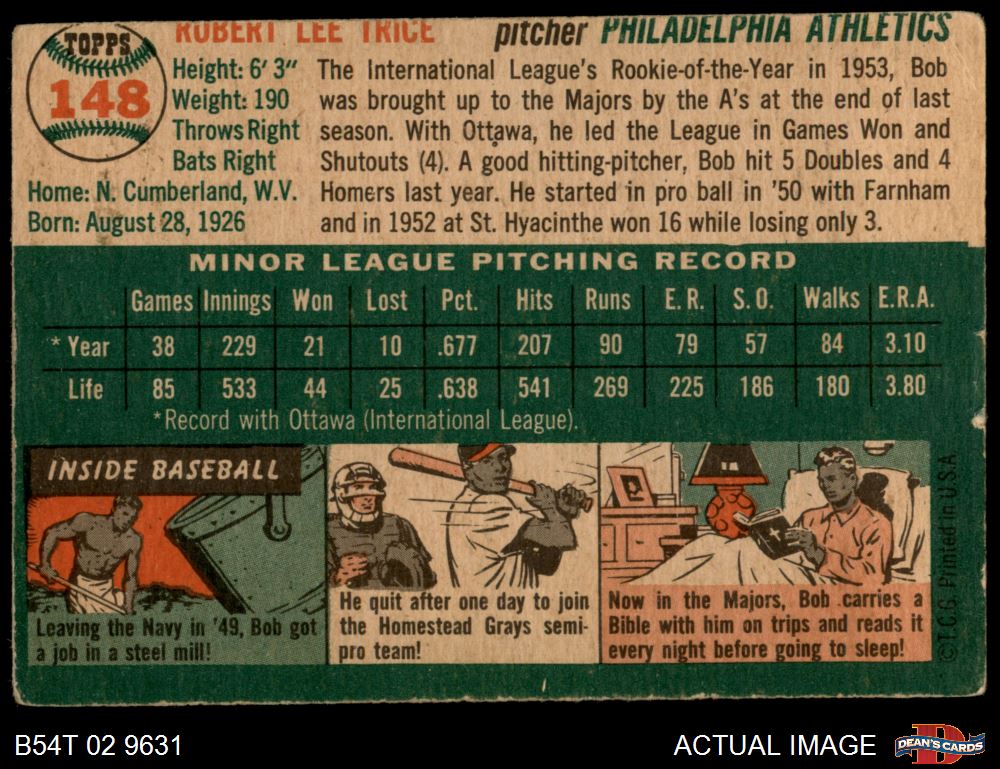 TOPPS
148
ROBERT LEE TRICE pitcher PHILADELPHIA ATHLETICS
Height: 6' 3"
Weight: 190
Throws Right
Bats Right
Home: N. Cumberland, W.V.
Born: August 28, 1926
The International League's Rookie-of-the-Year in 1953, Bob
was brought up to the Majors by the A's at the end of last
season. With Ottawa, he led the League in Games Won and
Shutouts (4). A good hitting-pitcher, Bob hit 5 Doubles and 4
Homers last year. He started in pro ball in '50 with Farnham
and in 1952 at St. Hyacinthe won 16 while losing only 3.
MINOR LEAGUE PITCHING RECORD
Games Innings Won Lost Pct. Hits Runs E.R. S.O. Walks E.R.A.
* Year 38 229 21 10 .677 207 90 79 57 84 3.10
Life 85 533 44 25 .638 541 269 225 186 180 3.80
*Record with Ottawa (International League).
INSIDE BASEBALL
Leaving the Navy in '49, Bob got
a job in a steel mill!
He quit after one day to join
the Homestead Grays semi-
pro team!
Now in the Majors, Bob carries a
Bible with him on trips and reads it
every night before going to sleep!
©T.C.G. Printed in U.S.A.
B54T 02 9631
ACTUAL IMAGE
D
DEAN'S CARDS